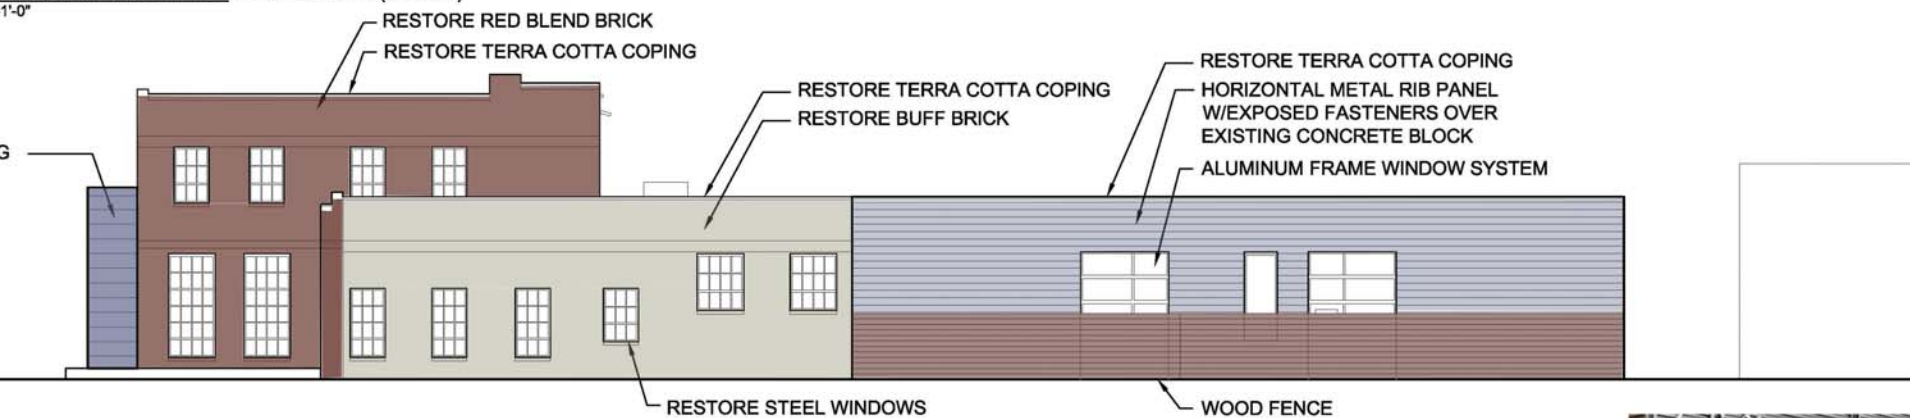 1'-0"
RESTORE RED BLEND BRICK
RESTORE TERRA COTTA COPING
RESTORE TERRA COTTA COPING
RESTORE BUFF BRICK
RESTORE TERRA COTTA COPING
HORIZONTAL METAL RIB PANEL
W/EXPOSED FASTENERS OVER
EXISTING CONCRETE BLOCK
ALUMINUM FRAME WINDOW SYSTEM
G
RESTORE STEEL WINDOWS
WOOD FENCE